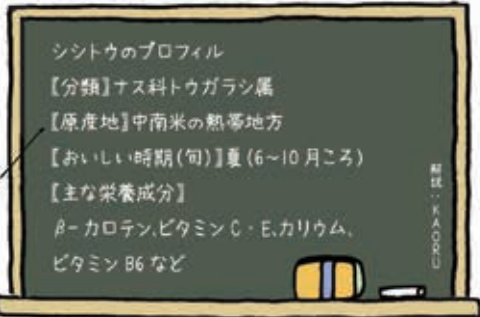 シシトウのプロフィル
〖分類〗ナス科トウガラシ属
〖原産地〗中南米の熱帯地方
〖おいしい時期(旬)〗夏(6~10月ころ)
〖主な栄養成分〗
β-カロテン、ビタミンC・E、カリウム、
ビタミンB6など
解説:KAORU